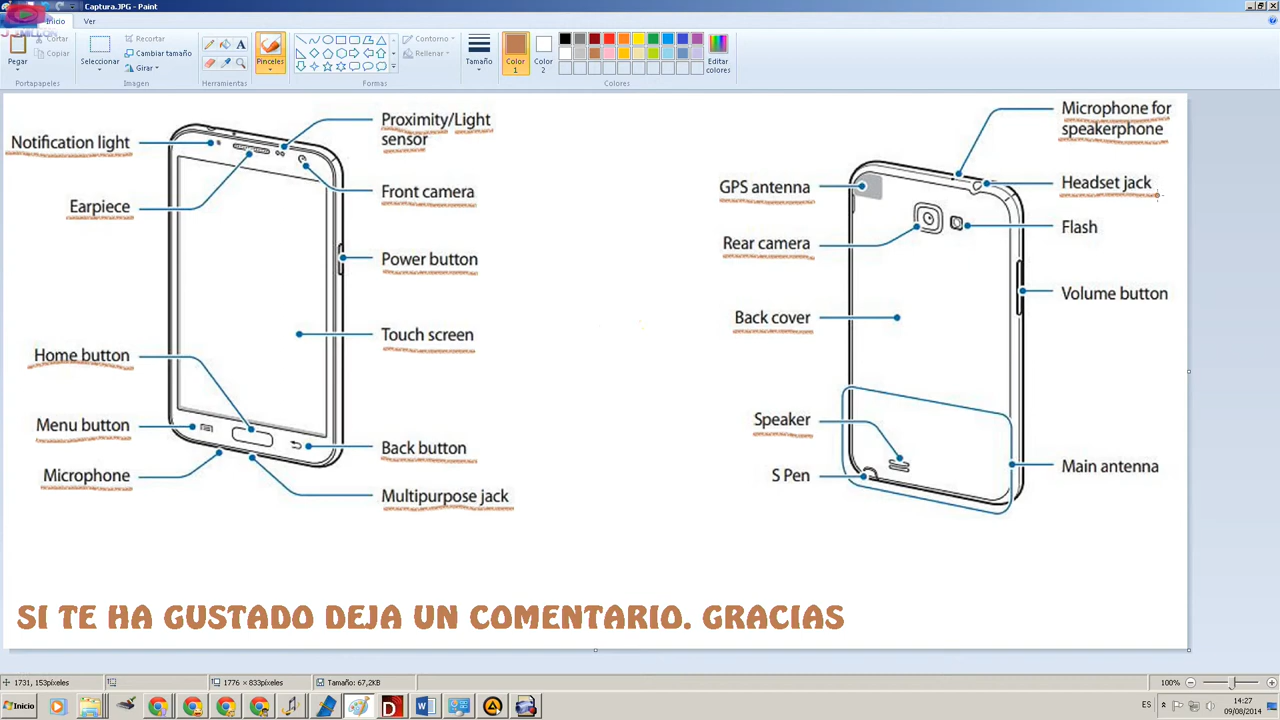 Captura.JPG - Paint
Inicio
Ver
J.J.MILLON
Pegar
Cortar
Copiar
Portapapeles
Seleccionar
Recortar
Cambiar tamaño
Girar
Imagen
Herramientas
Pinceles
Contorno
Rellenar
Formas
Tamaño
Color
1
Color
2
Editar
colores
Colores
Notification light
Earpiece
Home button
Menu button
Microphone
Proximity/Light
sensor
Front camera
Power button
Touch screen
Back button
Multipurpose jack
GPS antenna
Rear camera
Back cover
Speaker
S Pen
Microphone for
speakerphone
Headset jack
Flash
Volume button
Main antenna
SI TE HA GUSTADO DEJA UN COMENTARIO. GRACIAS
1731, 153píxeles
1776 × 833píxeles
Tamaño: 67,2KB
100%
Inicio
D
W
ES
14:27
09/08/2014